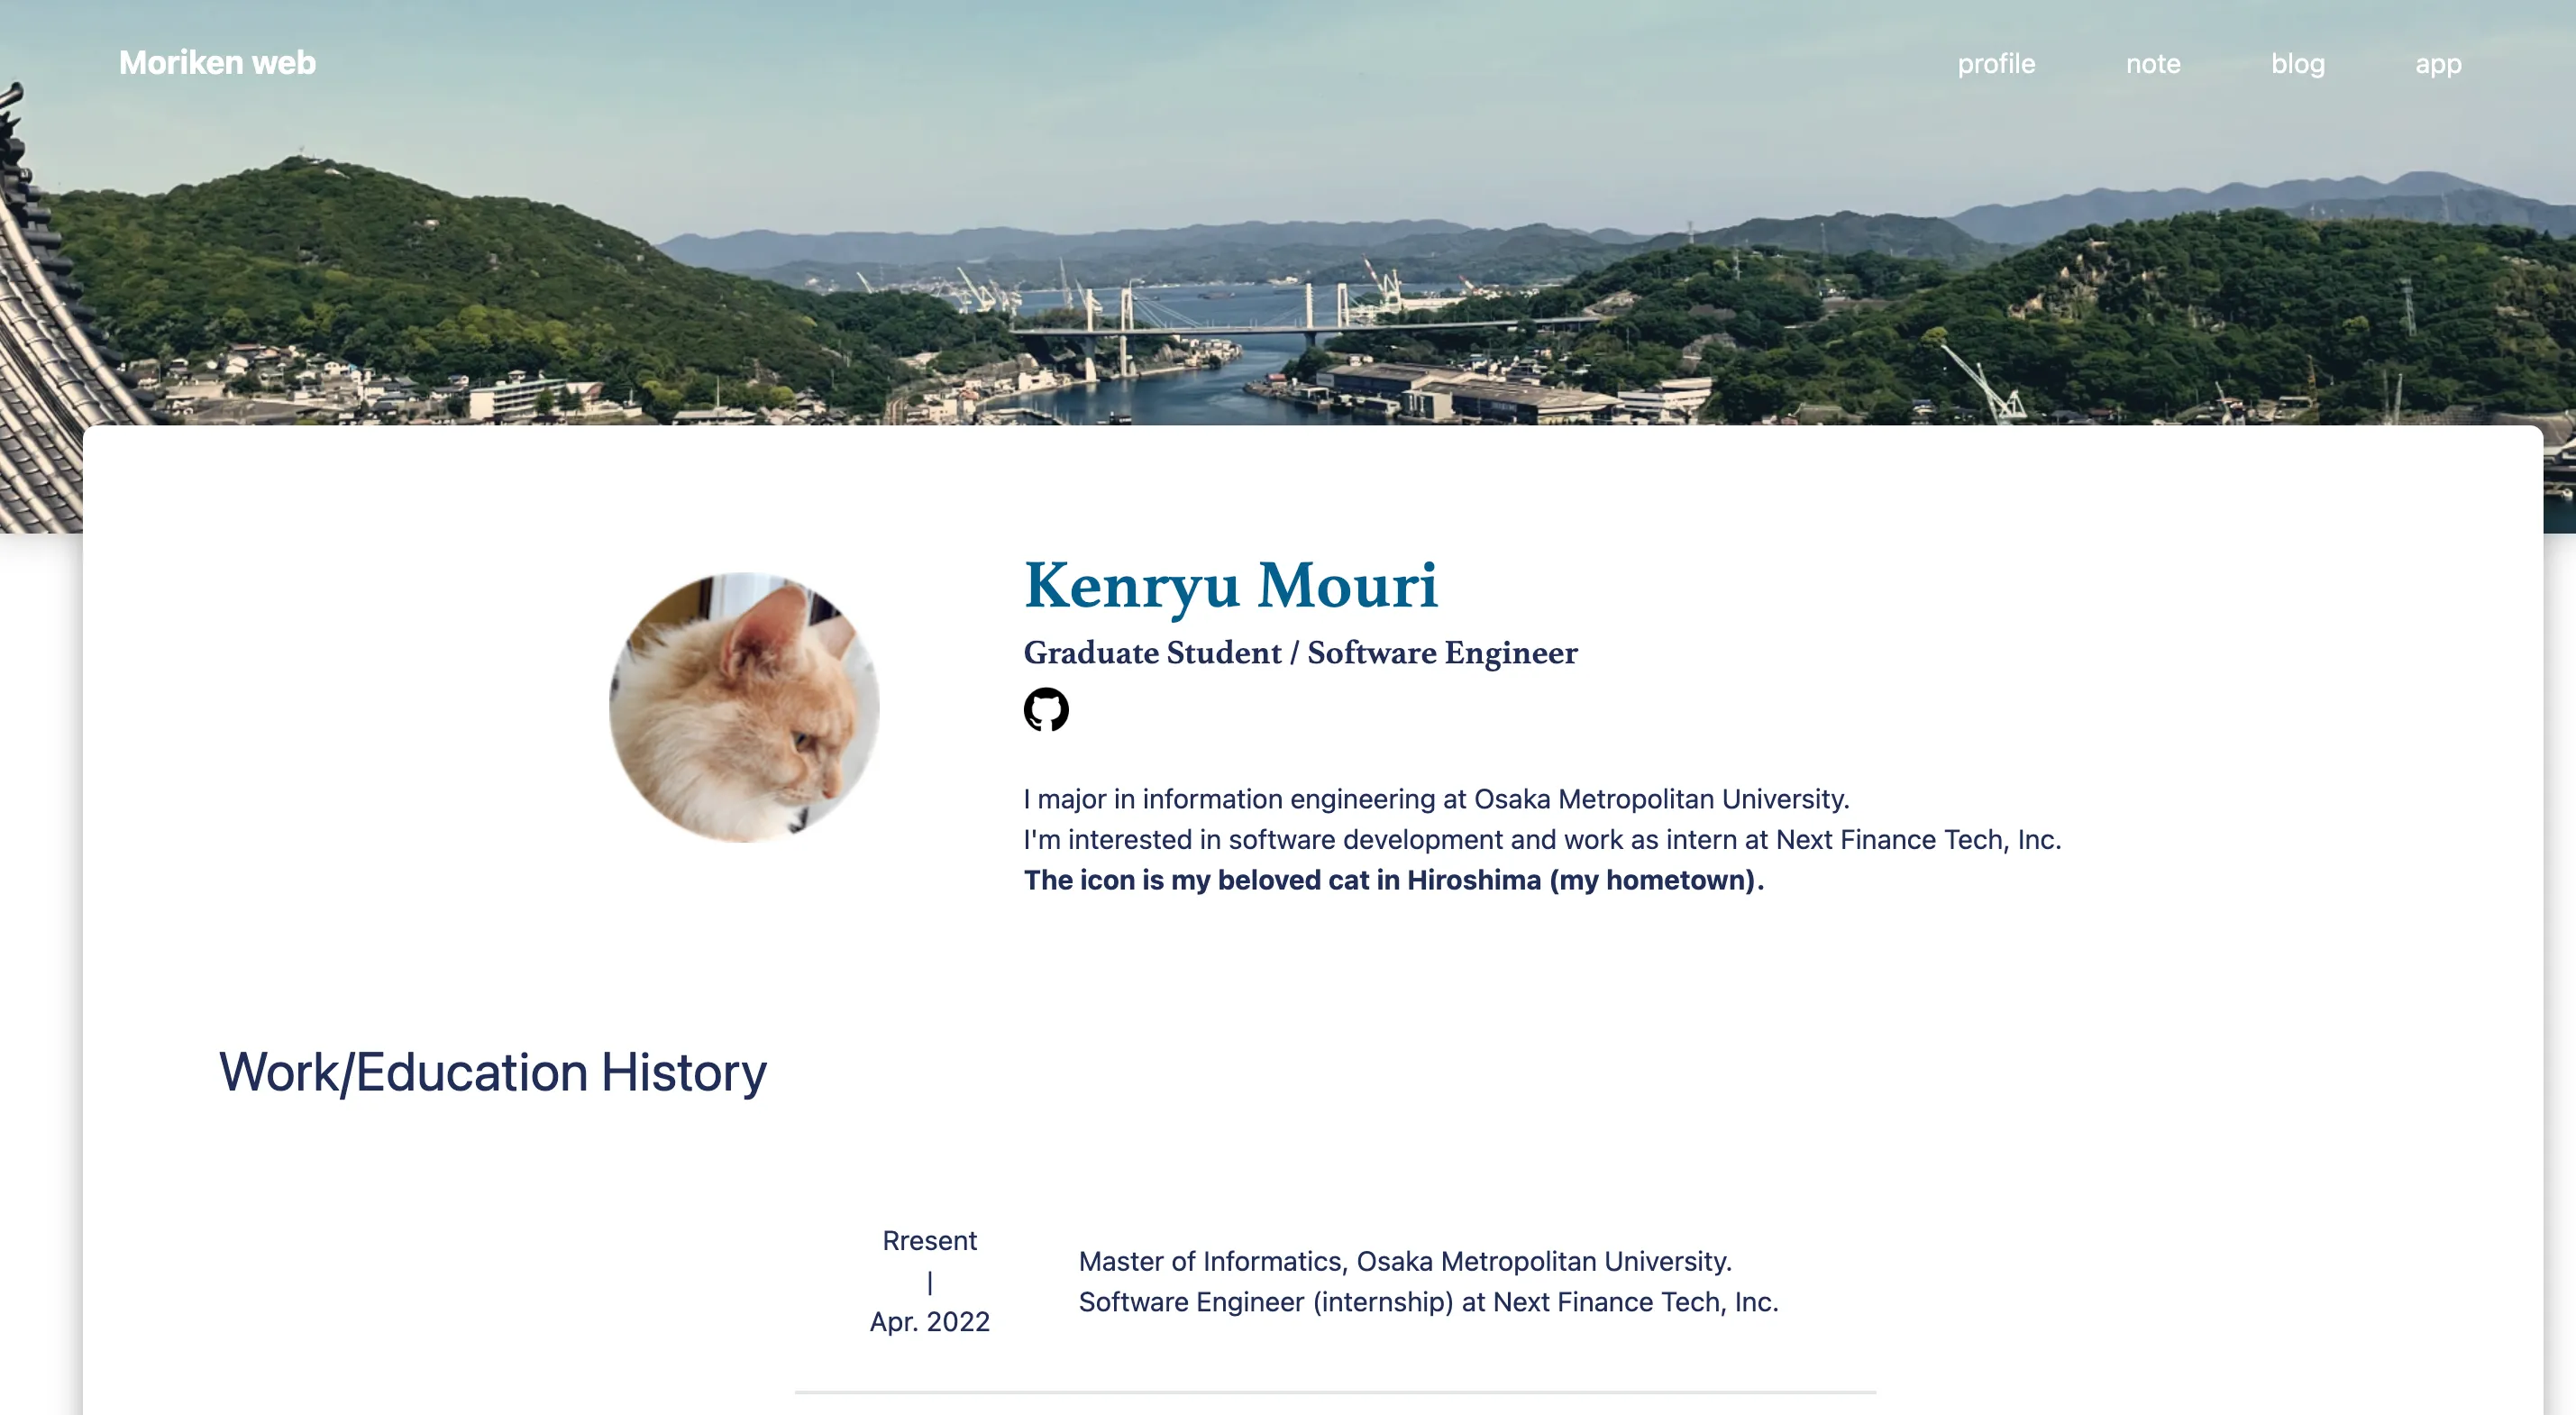 Moriken web
profile note blog app
Kenryu Mouri
Graduate Student / Software Engineer
I major in information engineering at Osaka Metropolitan University.
I'm interested in software development and work as intern at Next Finance Tech, Inc.
The icon is my beloved cat in Hiroshima (my hometown).
Work/Education History
Rresent
|
Apr. 2022
Master of Informatics, Osaka Metropolitan University.
Software Engineer (internship) at Next Finance Tech, Inc.